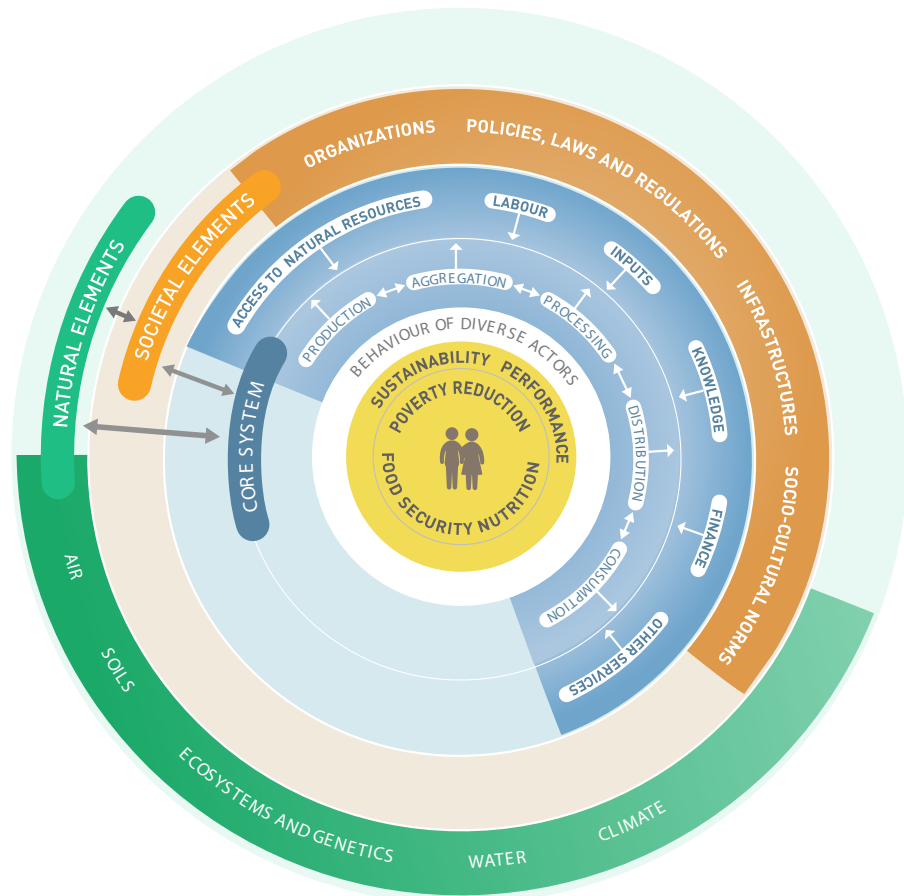 ORGANIZATIONS
POLICIES, LAWS AND REGULATIONS
INFRASTRUCTURES
SOCIO-CULTURAL NORMS
NATURAL ELEMENTS
SOCIETAL ELEMENTS
CORE SYSTEM
ACCESS TO NATURAL RESOURCES
LABOUR
INPUTS
KNOWLEDGE
FINANCE
OTHER SERVICES
PRODUCTION
AGGREGATION
PROCESSING
DISTRIBUTION
CONSUMPTION
BEHAVIOUR OF DIVERSE ACTORS
SUSTAINABILITY PERFORMANCE
POVERTY REDUCTION
FOOD SECURITY NUTRITION
AIR
SOILS
ECOSYSTEMS AND GENETICS
WATER
CLIMATE